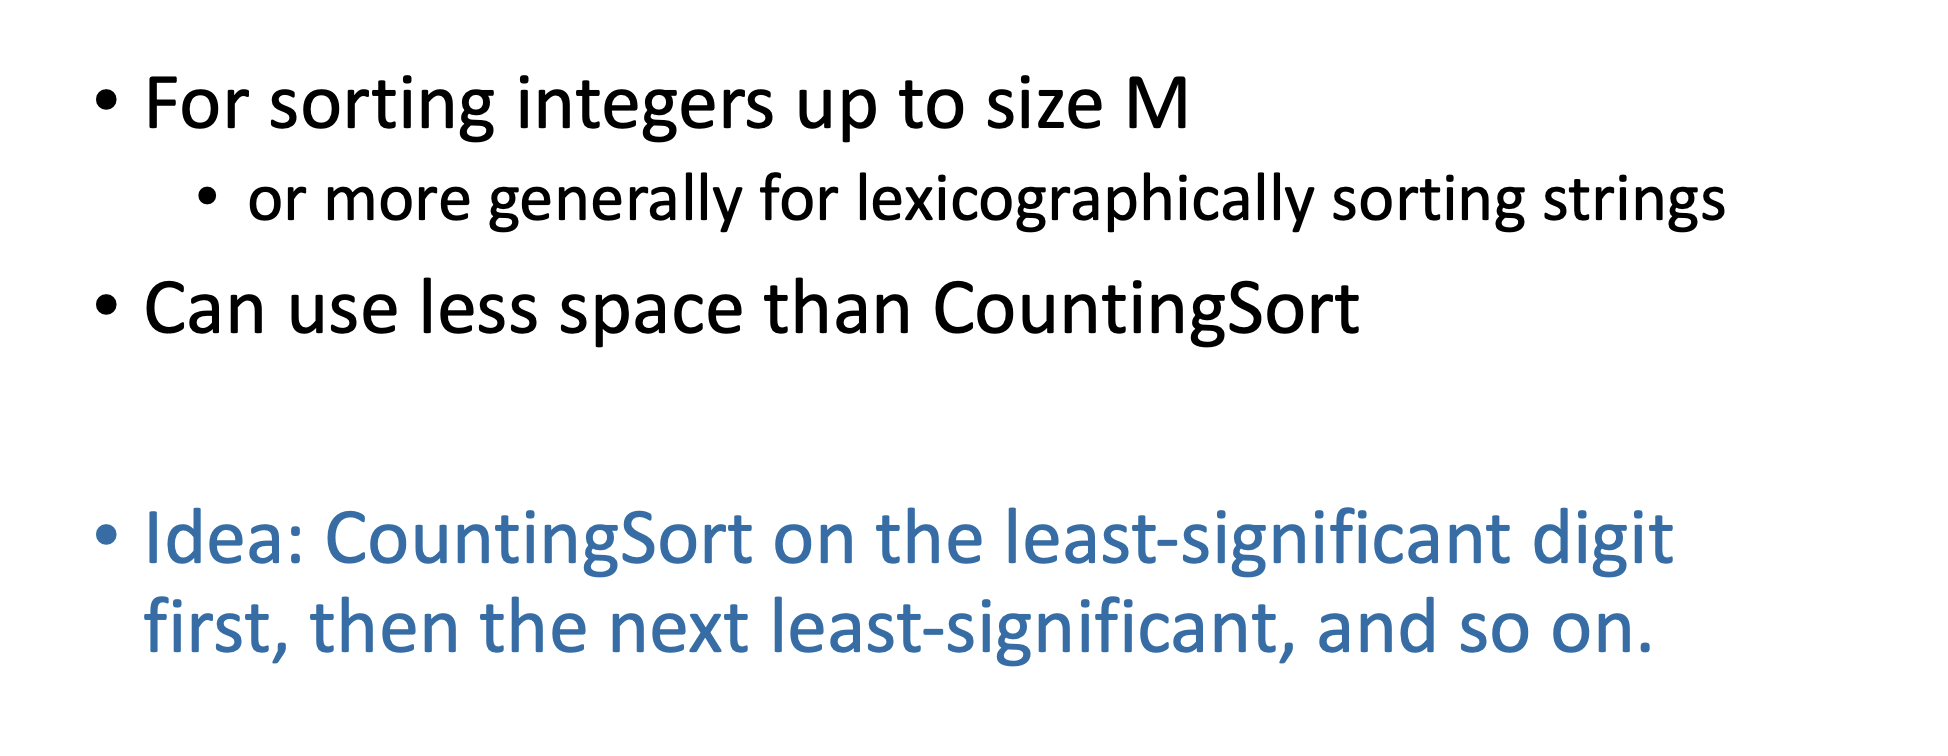 • For sorting integers up to size M
• or more generally for lexicographically sorting strings
• Can use less space than CountingSort
• Idea: CountingSort on the least-significant digit
first, then the next least-significant, and so on.